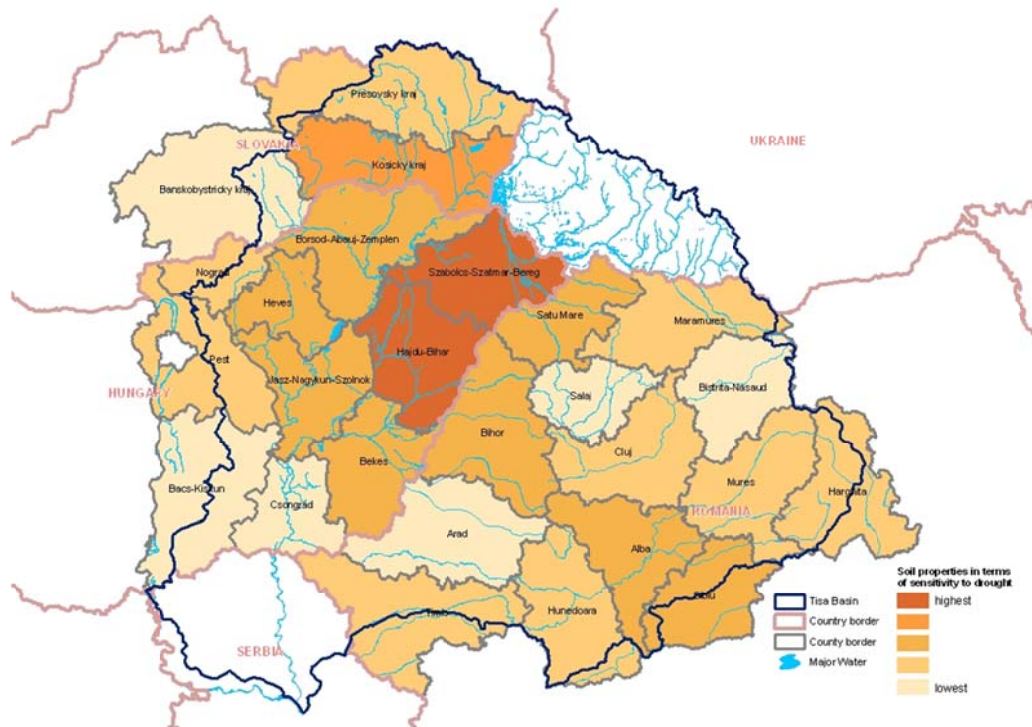 Presovsky kraj
UKRAINE
SLOVAKIA
Kosicky kraj
Banskobystricky kraj
Borsod-Abauj-Zemplen
Nograd
Szabolcs-Szatmar-Bereg
Heves
Satu Mare
Maramures
Pest
Hajdu-Bihar
Jasz-Nagykun-Szolnok
HUNGARY
Salaj
Bistrita-Nasaud
Bihor
Cluj
Bekes
Mures
Bacs-Kiskun
Csongrad
Harghita
ROMANIA
Arad
Alba
Soil properties in terms
of sensitivity to drought
Sibiu
Tisa Basin
highest
Timis
Hunedoara
Country border
County border
SERBIA
Major Water
lowest